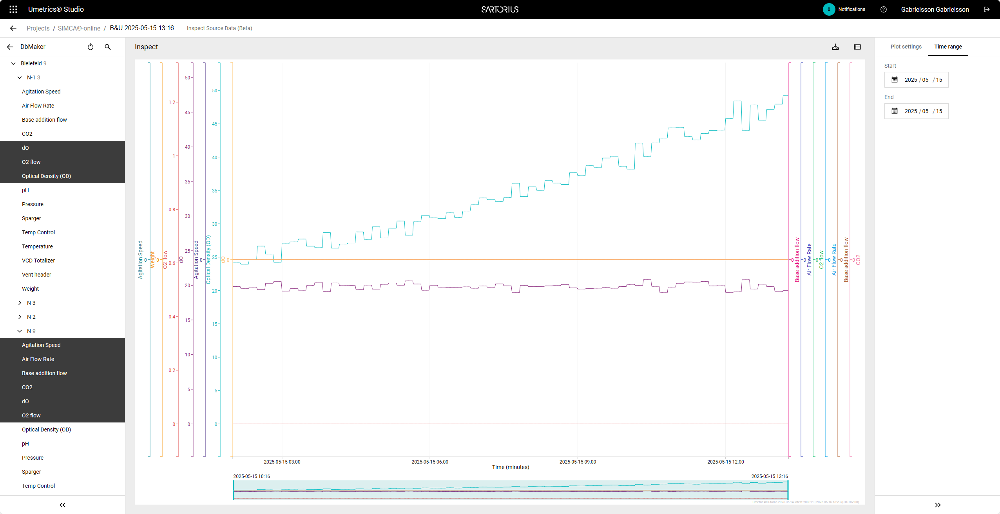 Umetrics® Studio
SARTORIUS
0 Notifications
Gabrielsson Gabrielsson
Projects / SIMCA®-online / B&U 2025-05-15 13:16 Inspect Source Data (Beta)
DbMaker
Bielefeld 9
N-1 3
Agitation Speed
Air Flow Rate
Base addition flow
CO2
dO
O2 flow
Optical Density (OD)
pH
Pressure
Sparger
Temp Control
Temperature
VCD Totalizer
Vent header
Weight
N-3
N-2
N 9
Agitation Speed
Air Flow Rate
Base addition flow
CO2
dO
O2 flow
Optical Density (OD)
pH
Pressure
Sparger
Temp Control
Inspect
Agitation Speed
0
Weight
0
O2 flow
1.2
1
0.8
0.6
0.4
0.2
0
dO
50
45
40
35
30
25
20
15
10
5
0
Agitation Speed
0
Optical Density (OD)
50
45
40
35
30
25
20
15
10
5
0
dO
0
0
Base addition flow
0
Air Flow Rate
0
O2 flow
0
Air Flow Rate
0
Base addition flow
0
CO2
2025-05-15 03:00
2025-05-15 06:00
2025-05-15 09:00
2025-05-15 12:00
Time (minutes)
2025-05-15 10:16
2025-05-15 13:16
Umetrics® Studio 2025.05.14-latest-200311 | 2025-05-15 13:23 (UTC+02:00)
Plot settings
Time range
Start
2025 / 05 / 15
End
2025 / 05 / 15